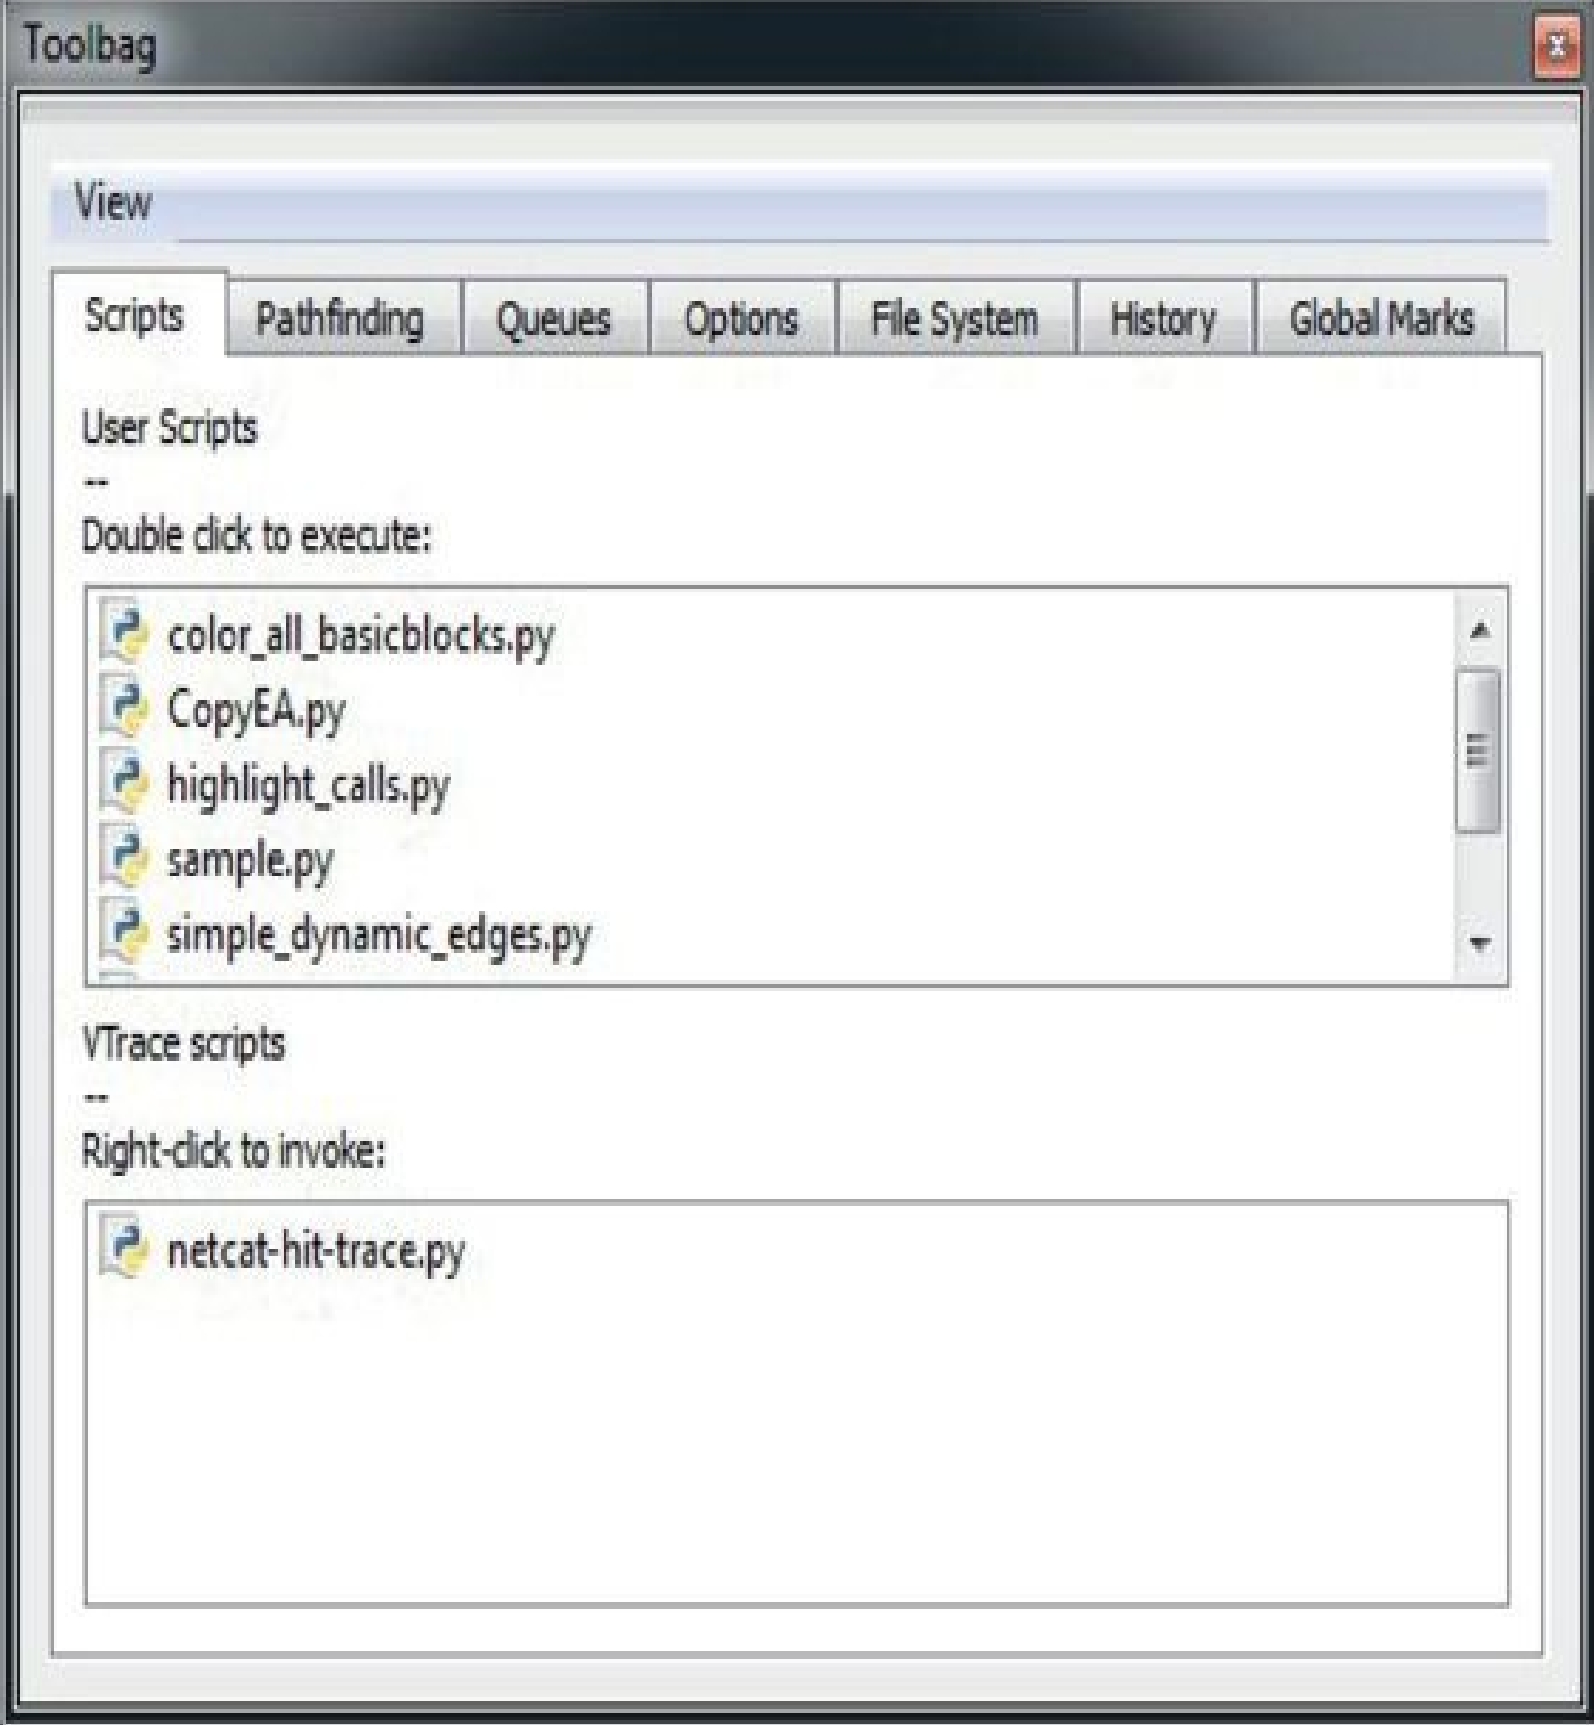 Toolbag
View
Scripts Pathfinding Queues Options File System History Global Marks
User Scripts
--
Double click to execute:
color_all_basicblocks.py
CopyEA.py
highlight_calls.py
sample.py
simple_dynamic_edges.py
VTrace scripts
--
Right-click to invoke:
netcat-hit-trace.py